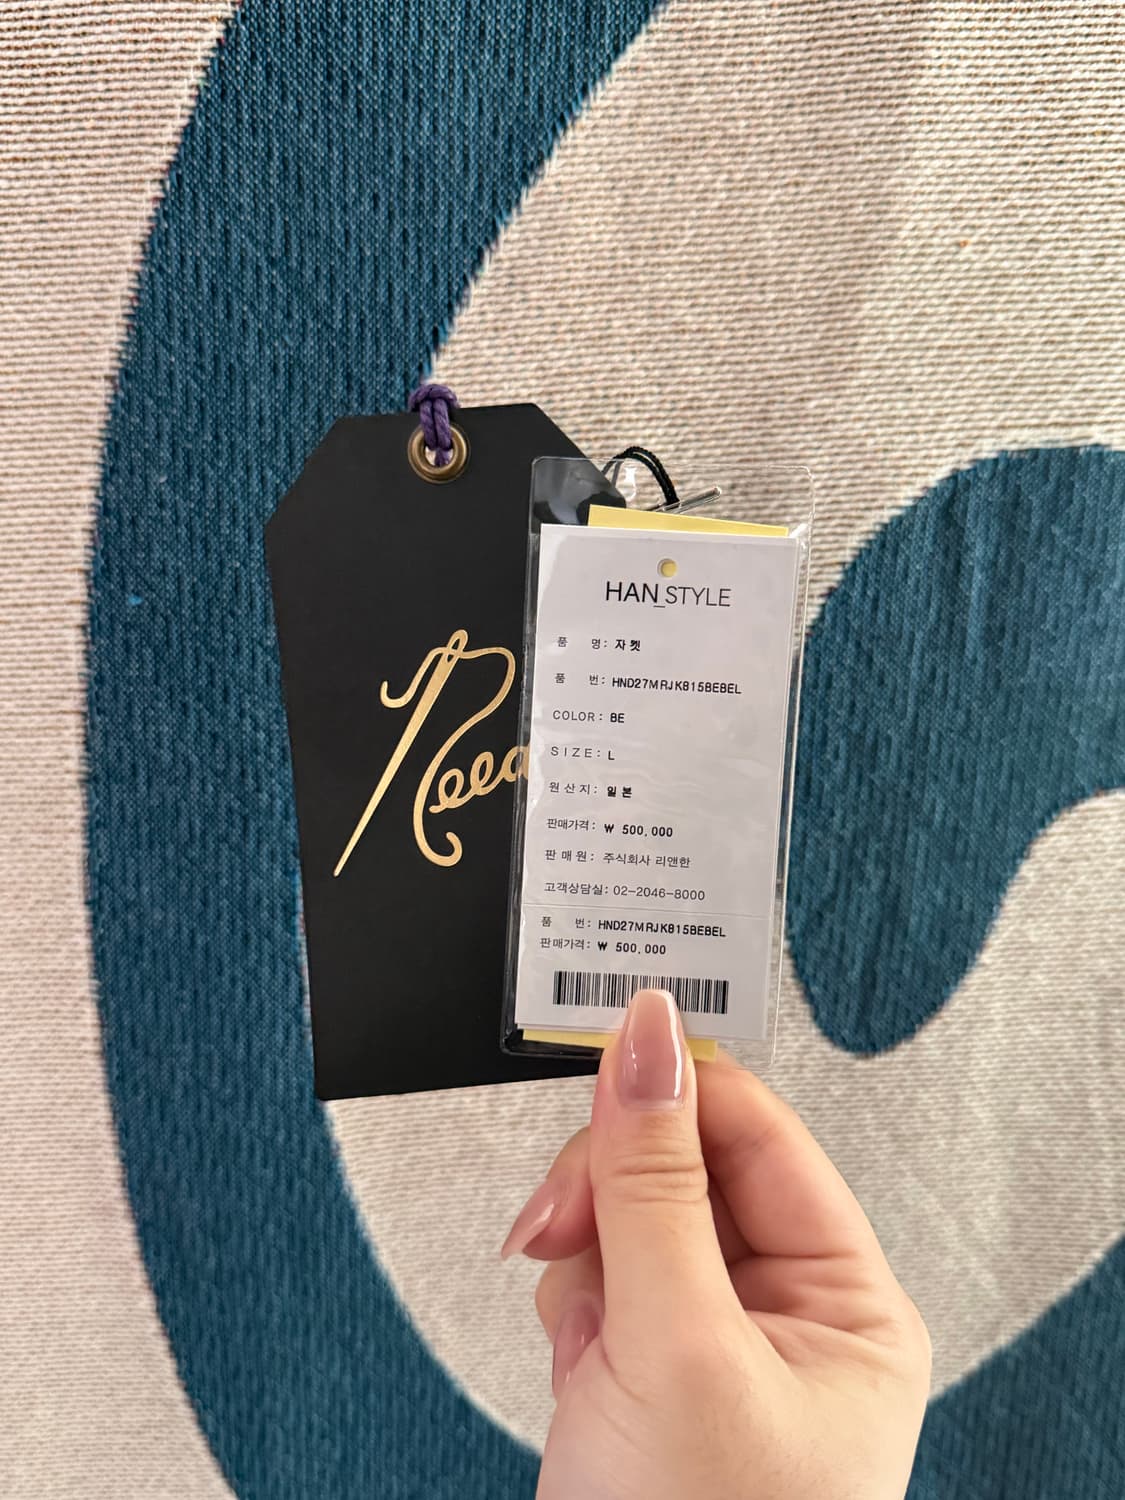 Need
HAN_STYLE
품 명: 자켓
품 번: HND27MRJK815BEBEL
COLOR: BE
SIZE: L
원산지: 일본
판매가격: ₩ 500,000
판매원: 주식회사 리앤한
고객상담실: 02-2046-8000
품 번: HND27MRJK815BEBEL
판매가격: ₩ 500,000